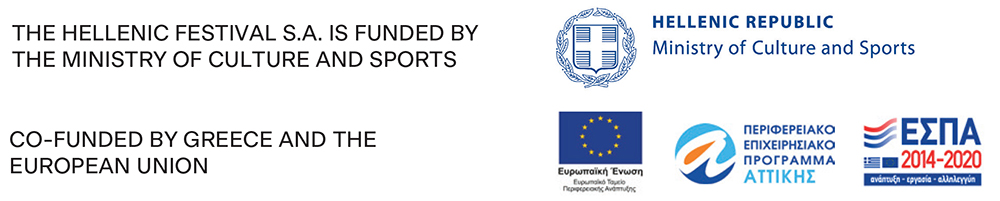 THE HELLENIC FESTIVAL S.A. IS FUNDED BY
THE MINISTRY OF CULTURE AND SPORTS
HELLENIC REPUBLIC
Ministry of Culture and Sports
CO-FUNDED BY GREECE AND THE
EUROPEAN UNION
Ευρωπαϊκή Ένωση
Ευρωπαϊκό Ταμείο
Περιφερειακής Ανάπτυξης
ΠΕΡΙΦΕΡΕΙΑΚΟ
ΕΠΙΧΕΙΡΗΣΙΑΚΟ
ΠΡΟΓΡΑΜΜΑ
ΑΤΤΙΚΗΣ
ΕΣΠΑ
2014-2020
ανάπτυξη - εργασία - αλληλεγγύη